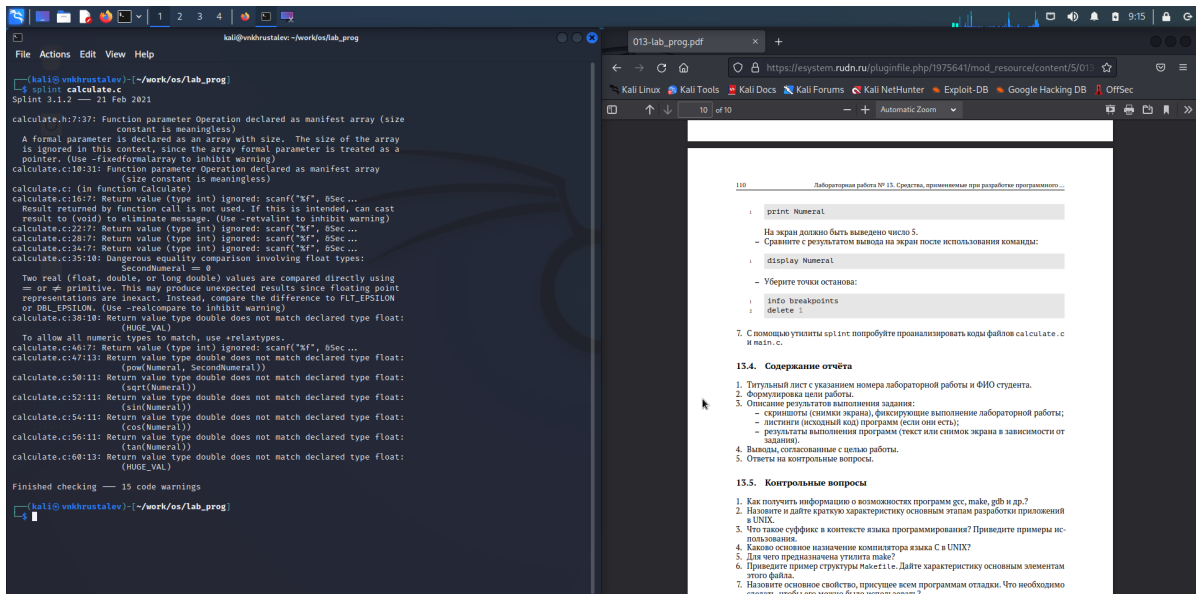 1 2 3 4
9:15
kali@vnkhrustalev: ~/work/os/lab_prog
File Actions Edit View Help
(kali㉿vnkhrustalev)-[~/work/os/lab_prog]
$ splint calculate.c
Splint 3.1.2 — 21 Feb 2021
calculate.h:7:37: Function parameter Operation declared as manifest array (size
constant is meaningless)
A formal parameter is declared as an array with size. The size of the array
is ignored in this context, since the array formal parameter is treated as a
pointer. (Use -fixedformalarray to inhibit warning)
calculate.c:10:31: Function parameter Operation declared as manifest array
(size constant is meaningless)
calculate.c: (in function Calculate)
calculate.c:16:7: Return value (type int) ignored: scanf("%f", &Sec...
Result returned by function call is not used. If this is intended, can cast
result to (void) to eliminate message. (Use -retvalint to inhibit warning)
calculate.c:22:7: Return value (type int) ignored: scanf("%f", &Sec...
calculate.c:28:7: Return value (type int) ignored: scanf("%f", &Sec...
calculate.c:34:7: Return value (type int) ignored: scanf("%f", &Sec...
calculate.c:35:10: Dangerous equality comparison involving float types:
SecondNumeral == 0
Two real (float, double, or long double) values are compared directly using
== or ≠ primitive. This may produce unexpected results since floating point
representations are inexact. Instead, compare the difference to FLT_EPSILON
or DBL_EPSILON. (Use -realcompare to inhibit warning)
calculate.c:38:10: Return value type double does not match declared type float:
(HUGE_VAL)
To allow all numeric types to match, use +relaxtypes.
calculate.c:46:7: Return value (type int) ignored: scanf("%f", &Sec...
calculate.c:47:13: Return value type double does not match declared type float:
(pow(Numeral, SecondNumeral))
calculate.c:50:11: Return value type double does not match declared type float:
(sqrt(Numeral))
calculate.c:52:11: Return value type double does not match declared type float:
(sin(Numeral))
calculate.c:54:11: Return value type double does not match declared type float:
(cos(Numeral))
calculate.c:56:11: Return value type double does not match declared type float:
(tan(Numeral))
calculate.c:60:13: Return value type double does not match declared type float:
(HUGE_VAL)
Finished checking — 15 code warnings
(kali㉿vnkhrustalev)-[~/work/os/lab_prog]
$
013-lab_prog.pdf
https://esystem.rudn.ru/pluginfile.php/1975641/mod_resource/content/5/013
Kali Linux Kali Tools Kali Docs Kali Forums Kali NetHunter Exploit-DB Google Hacking DB OffSec
10 of 10 Automatic Zoom
110 Лабораторная работа № 13. Средства, применяемые при разработке программного…
1 print Numeral
На экран должно быть выведено число 5.
– Сравните с результатом вывода на экран после использования команды:
1 display Numeral
– Уберите точки останова:
1 info breakpoints
2 delete 1
7. С помощью утилиты splint попробуйте проанализировать коды файлов calculate.c
и main.c.
13.4. Содержание отчёта
1. Титульный лист с указанием номера лабораторной работы и ФИО студента.
2. Формулировка цели работы.
3. Описание результатов выполнения задания:
– скриншоты (снимки экрана), фиксирующие выполнение лабораторной работы;
– листинги (исходный код) программ (если они есть);
– результаты выполнения программ (текст или снимок экрана в зависимости от
задания).
4. Выводы, согласованные с целью работы.
5. Ответы на контрольные вопросы.
13.5. Контрольные вопросы
1. Как получить информацию о возможностях программ gcc, make, gdb и др.?
2. Назовите и дайте краткую характеристику основным этапам разработки приложений
в UNIX.
3. Что такое суффикс в контексте языка программирования? Приведите примеры ис-
пользования.
4. Каково основное назначение компилятора языка С в UNIX?
5. Для чего предназначена утилита make?
6. Приведите пример структуры Makefile. Дайте характеристику основным элементам
этого файла.
7. Назовите основное свойство, присущее всем программам отладки. Что необходимо
сделать, чтобы его можно было использовать?